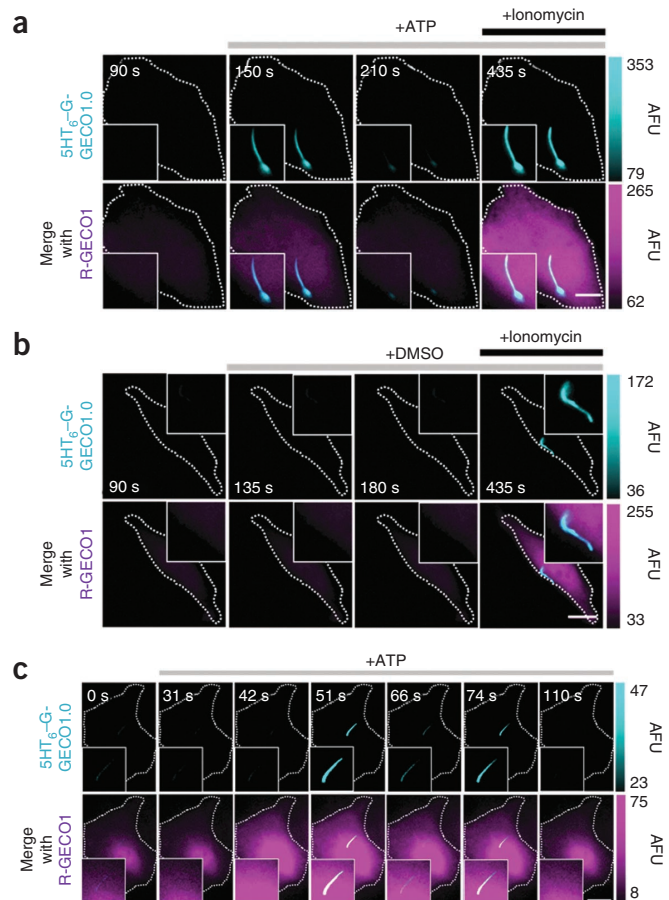 a
+Ionomycin
+ATP
5HT6–G-
GECO1.0
90 s
150 s
210 s
435 s
353
AFU
79
Merge
with
R-GECO1
265
AFU
62
b
+Ionomycin
+DMSO
5HT6–G-
GECO1.0
90 s
135 s
180 s
435 s
172
AFU
36
Merge
with
R-GECO1
255
AFU
33
c
+ATP
5HT6–G-
GECO1.0
0 s
31 s
42 s
51 s
66 s
74 s
110 s
47
AFU
23
Merge
with
R-GECO1
75
AFU
8